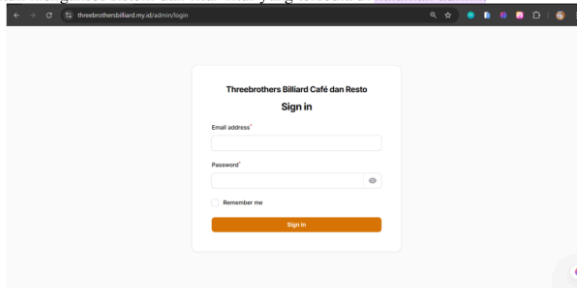 threebrothersbilliard.my.id/admin/login
Threebrothers Billiard Café dan Resto
Sign in
Email address*
Password*
Remember me
Sign in